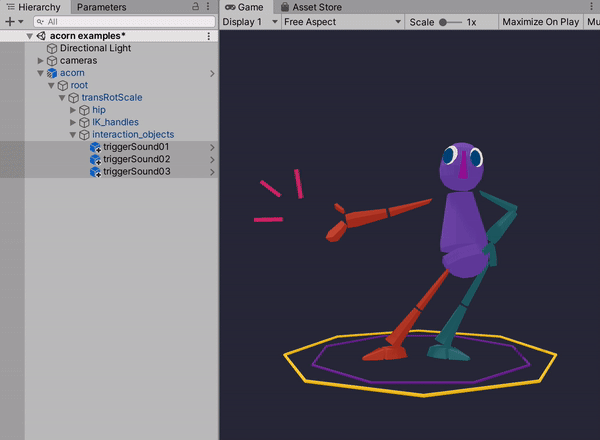 Hierarchy Parameters
Game Asset Store
All
Display 1 Free Aspect Scale 1x Maximize On Play Mu
acorn examples*
Directional Light
cameras
acorn
root
transRotScale
hip
IK_handles
interaction_objects
triggerSound01
triggerSound02
triggerSound03